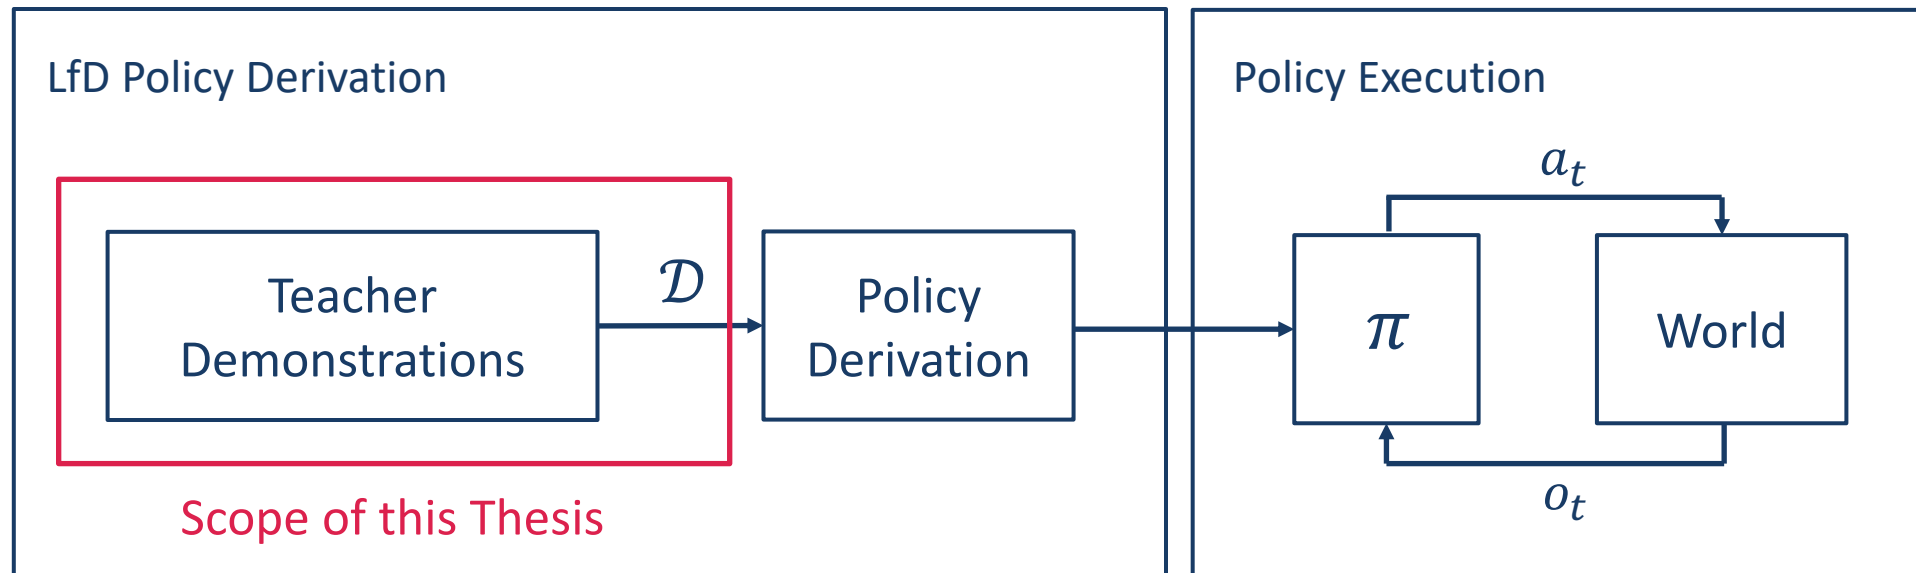 LfD Policy Derivation
Teacher
Demonstrations
𝒟
Policy
Derivation
Scope of this Thesis
Policy Execution
a_t
π
World
o_t